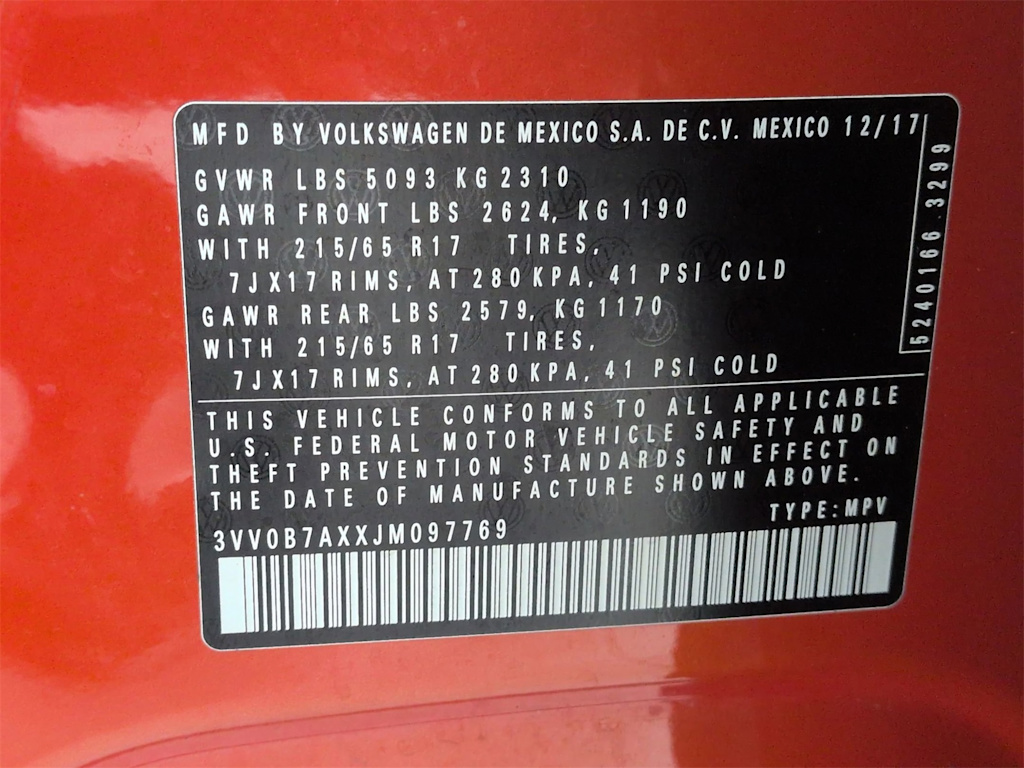 MFD BY VOLKSWAGEN DE MEXICO S.A. DE C.V. MEXICO 12/17
GVWR LBS 5093 KG 2310
GAWR FRONT LBS 2624, KG 1190
WITH 215/65 R17 TIRES,
7JX17 RIMS, AT 280 KPA, 41 PSI COLD
GAWR REAR LBS 2579, KG 1170
WITH 215/65 R17 TIRES,
7JX17 RIMS, AT 280 KPA, 41 PSI COLD
5240166.3299
THIS VEHICLE CONFORMS TO ALL APPLICABLE
U.S. FEDERAL MOTOR VEHICLE SAFETY AND
THEFT PREVENTION STANDARDS IN EFFECT ON
THE DATE OF MANUFACTURE SHOWN ABOVE.
TYPE: MPV
3VV0B7AXXJM097769